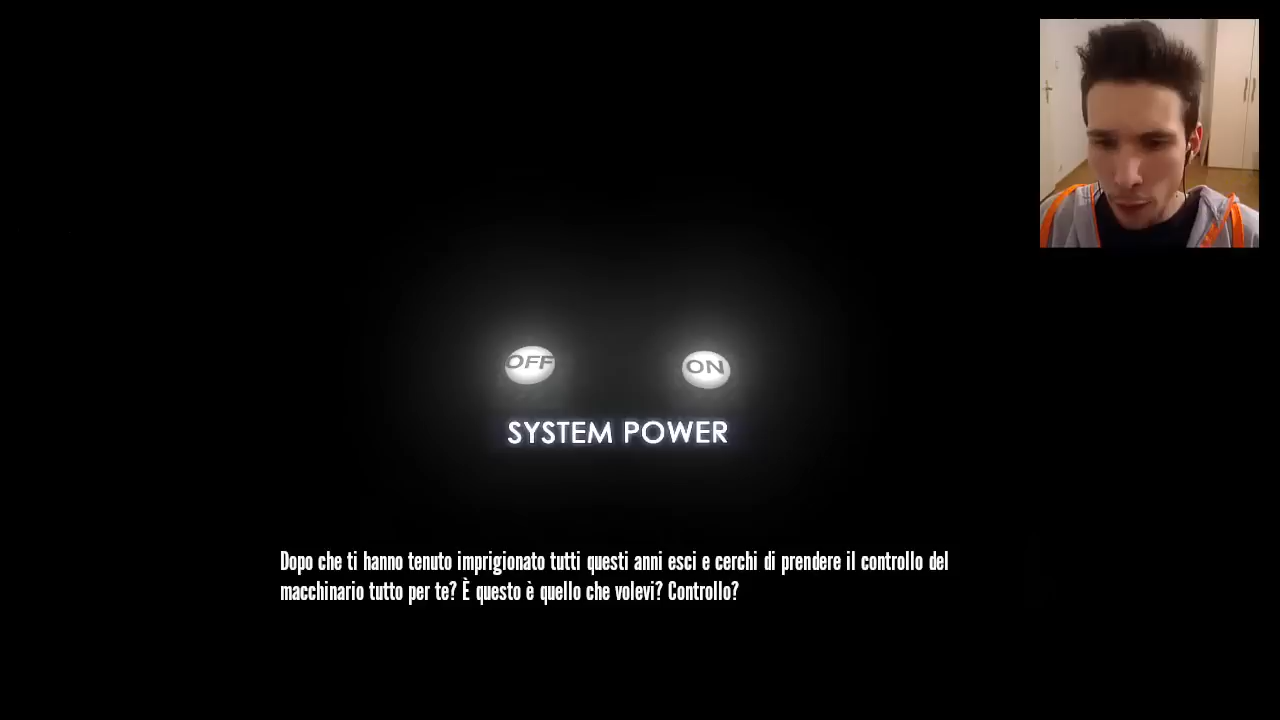 OFF ON
SYSTEM POWER
Dopo che ti hanno tenuto imprigionato tutti questi anni esci e cerchi di prendere il controllo del
macchinario tutto per te? È questo è quello che volevi? Controllo?